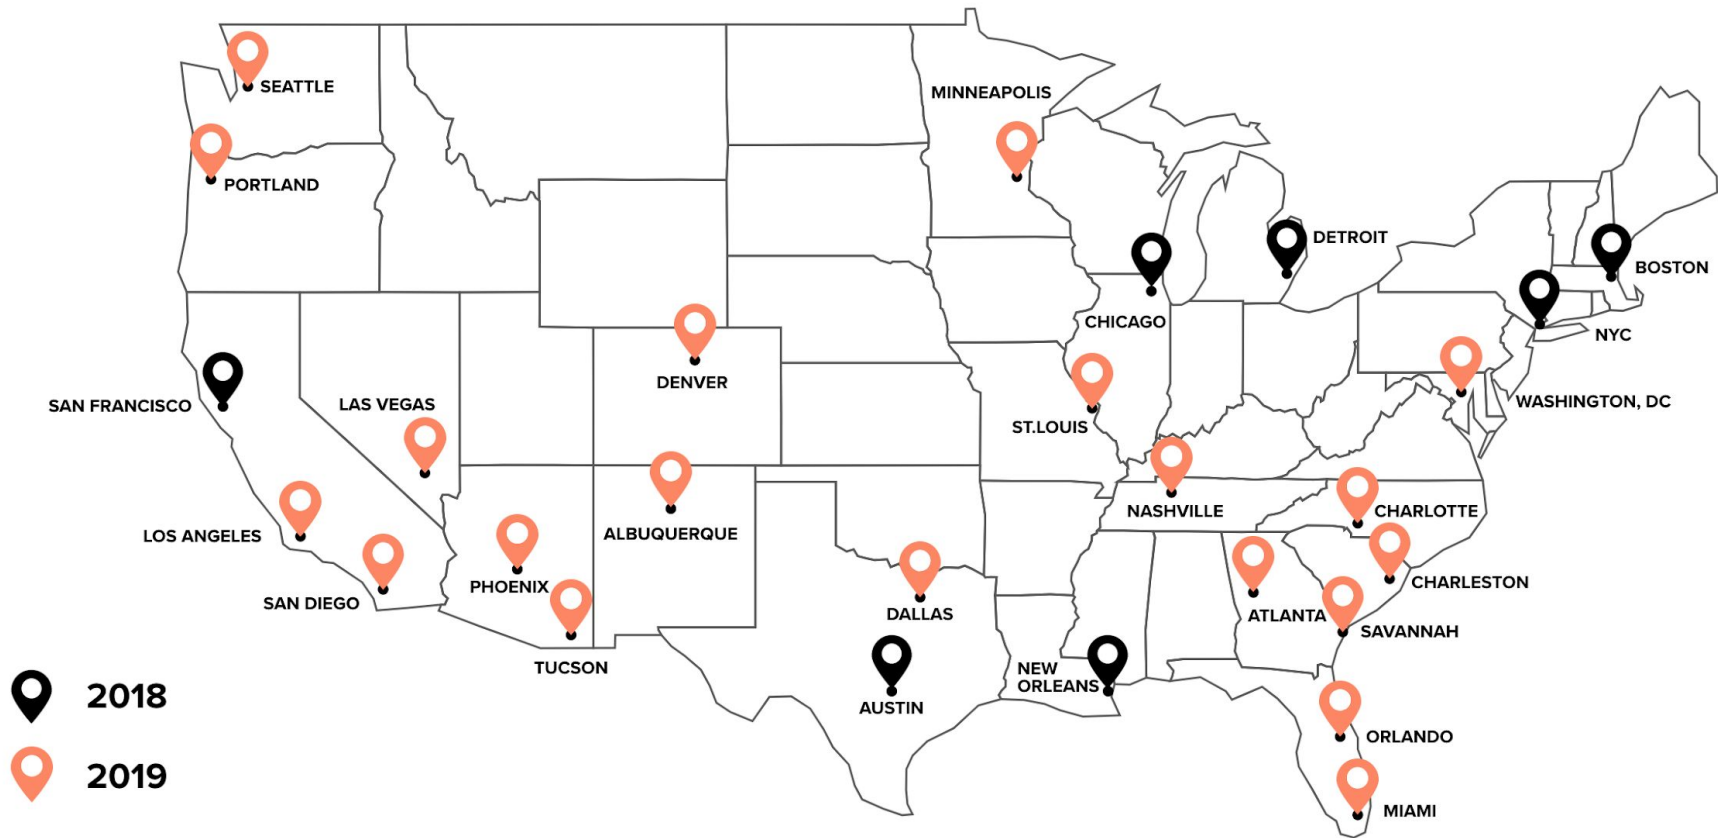 SEATTLE
MINNEAPOLIS
PORTLAND
DETROIT
BOSTON
CHICAGO
NYC
DENVER
SAN FRANCISCO
LAS VEGAS
WASHINGTON, DC
ST.LOUIS
NASHVILLE
CHARLOTTE
LOS ANGELES
ALBUQUERQUE
PHOENIX
CHARLESTON
SAN DIEGO
DALLAS
ATLANTA
SAVANNAH
TUCSON
NEW
ORLEANS
AUSTIN
ORLANDO
MIAMI
2018
2019